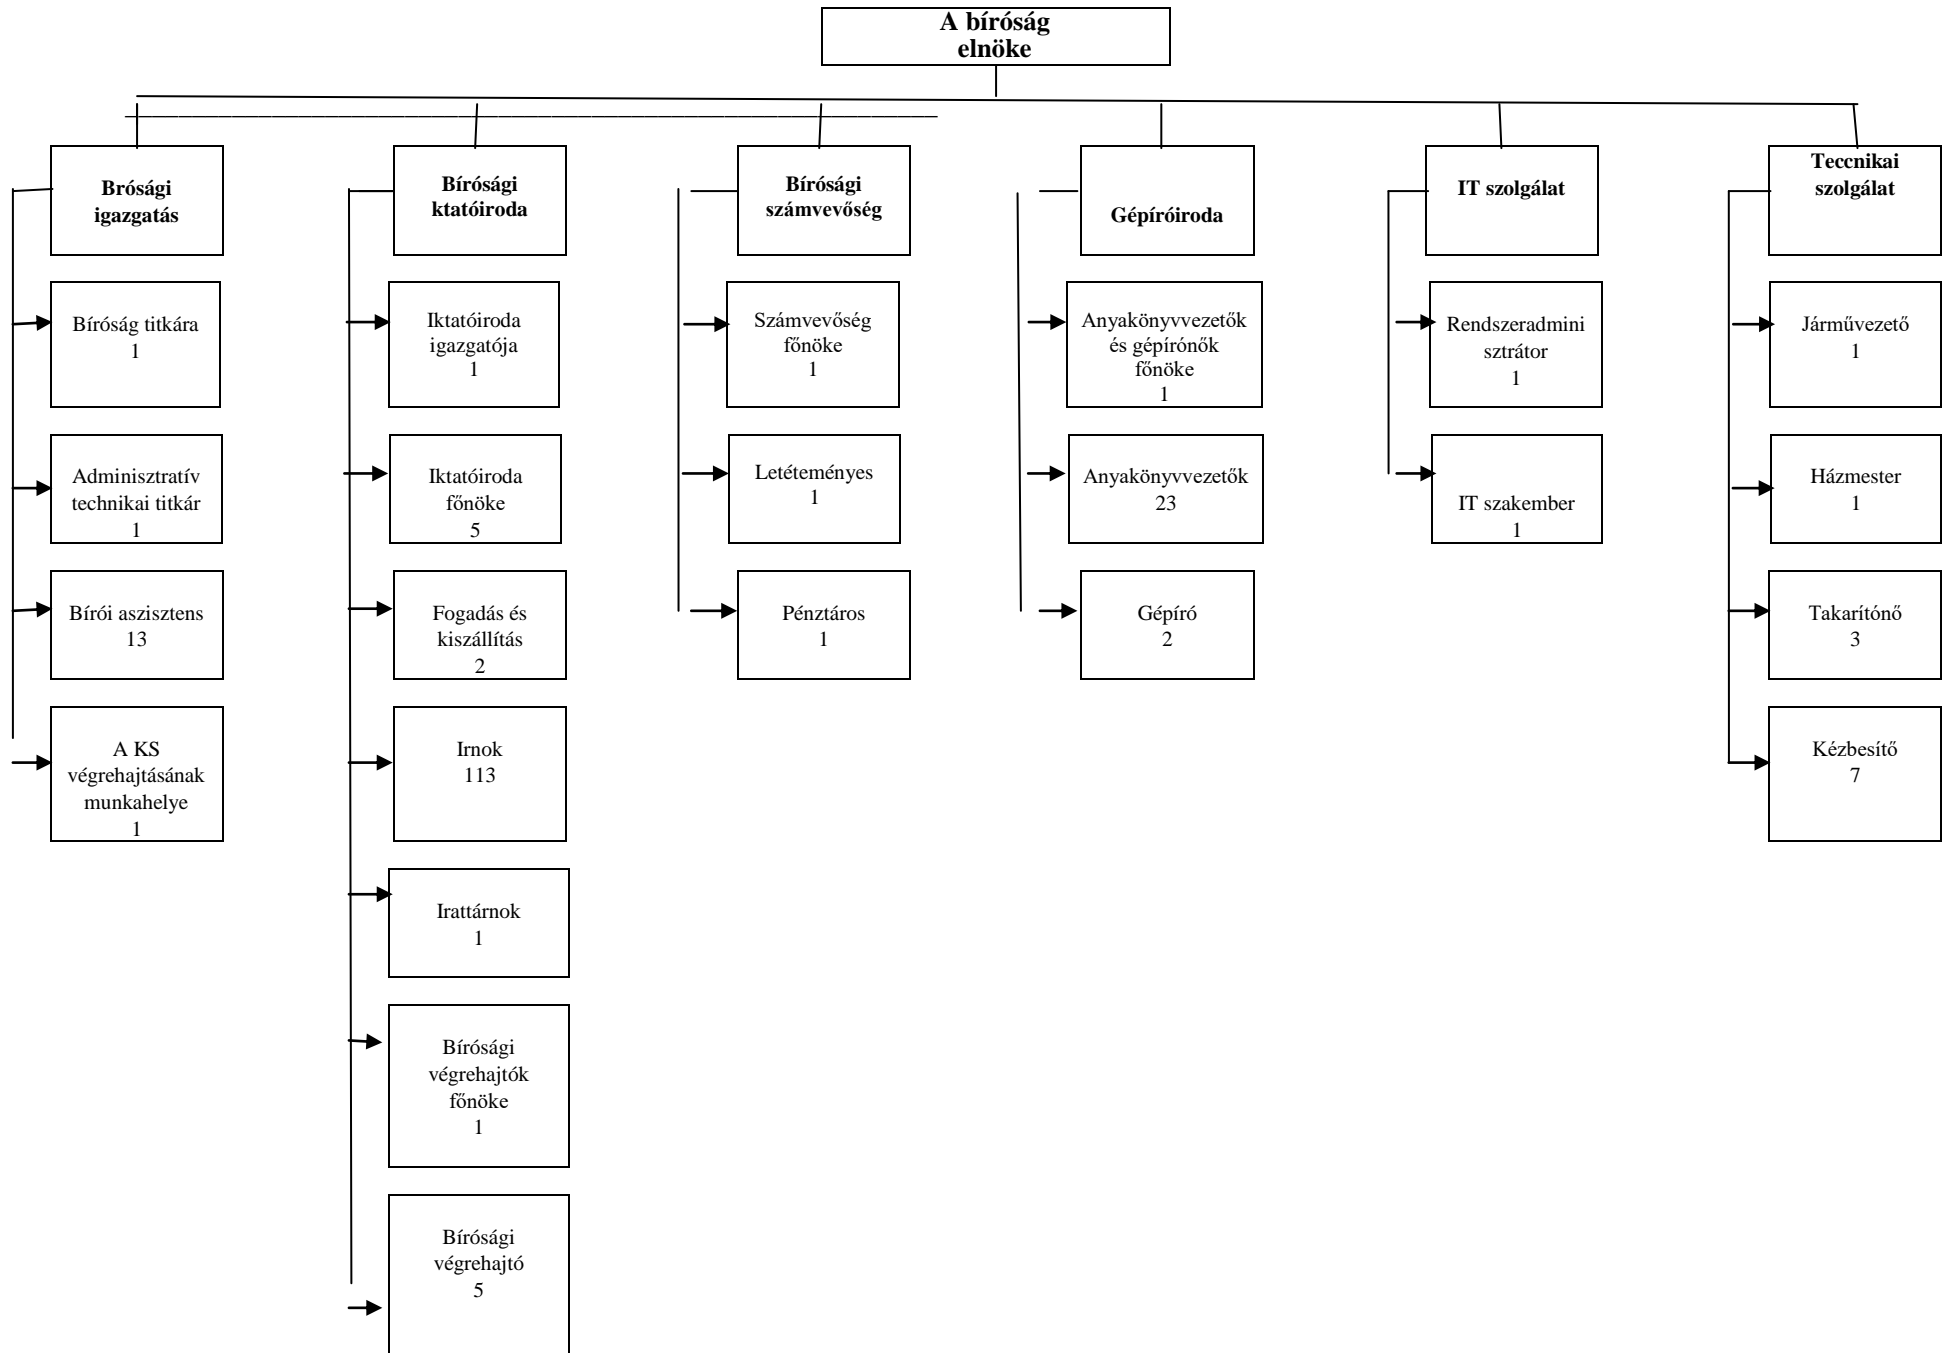 A bíróság
elnöke
Brósági
igazgatás
Bíróság titkára
1
Adminisztratív
technikai titkár
1
Bírói aszisztens
13
A KS
végrehajtásának
munkahelye
1
Bírósági
ktatóiroda
Iktatóiroda
igazgatója
1
Iktatóiroda
főnöke
5
Fogadás és
kiszállítás
2
Irnok
113
Irattárnok
1
Bírósági
végrehajtók
főnöke
1
Bírósági
végrehajtó
5
Bírósági
számvevőség
Számvevőség
főnöke
1
Letéteményes
1
Pénztáros
1
Gépíróiroda
Anyakönyvvezetők
és gépírónők
főnöke
1
Anyakönyvvezetők
23
Gépíró
2
IT szolgálat
Rendszeradmini
sztrátor
1
IT szakember
1
Teccnikai
szolgálat
Járművezető
1
Házmester
1
Takarítónő
3
Kézbesítő
7